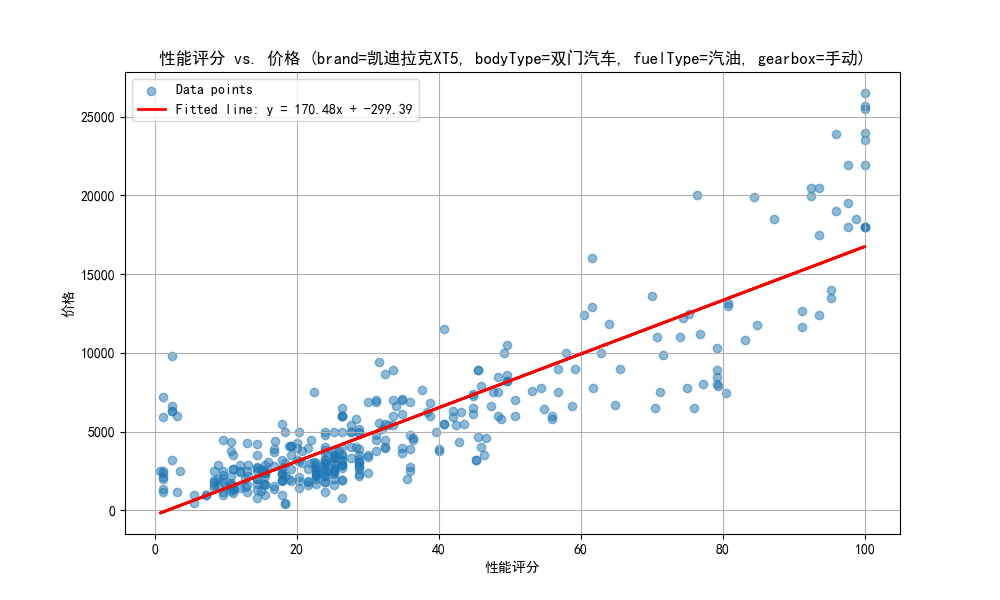 性能评分 vs. 价格 (brand=凯迪拉克XT5, bodyType=双门汽车, fuelType=汽油, gearbox=手动)
Data points
Fitted line: y = 170.48x + -299.39
25000
20000
15000
10000
5000
0
价格
0 20 40 60 80 100
性能评分